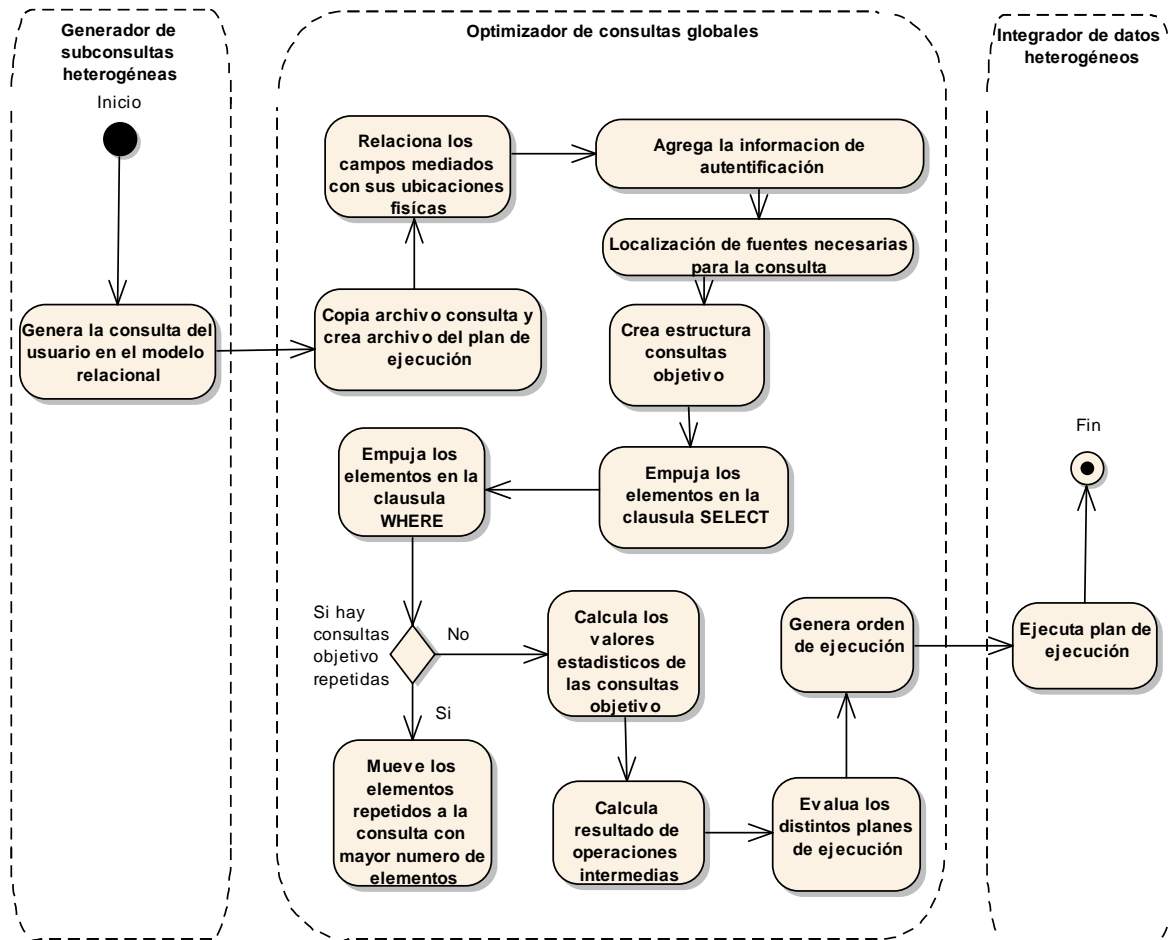 Generador de
subconsultas
heterogéneas
Inicio
Genera la consulta del
usuario en el modelo
relacional
Optimizador de consultas globales
Relaciona los
campos mediados
con sus ubicaciones
fisícas
Agrega la informacion de
autentificación
Localización de fuentes necesarias
para la consulta
Copia archivo consulta y
crea archivo del plan de
ejecución
Crea estructura
consultas
objetivo
Empuja los
elementos en la
clausula
WHERE
Empuja los
elementos en la
clausula SELECT
Si hay
consultas
objetivo
repetidas
No
Si
Calcula los
valores
estadisticos de
las consultas
objetivo
Genera orden
de ejecución
Mueve los
elementos
repetidos a la
consulta con
mayor numero de
elementos
Calcula
resultado de
operaciones
intermedias
Evalua los
distintos planes
de ejecución
Integrador de datos
heterogéneos
Fin
Ejecuta plan de
ejecución